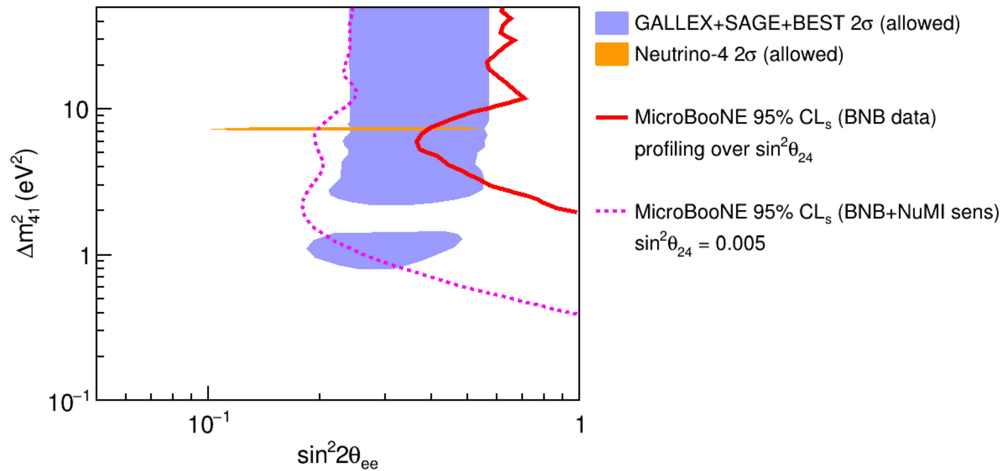 GALLEX+SAGE+BEST 2σ (allowed)
Neutrino-4 2σ (allowed)
MicroBooNE 95% CLₛ (BNB data)
profiling over sin²θ₂₄
MicroBooNE 95% CLₛ (BNB+NuMI sens)
sin²θ₂₄ = 0.005
Δm²₄₁ (eV²)
10
1
10⁻¹
10⁻¹
1
sin²2θₑₑ